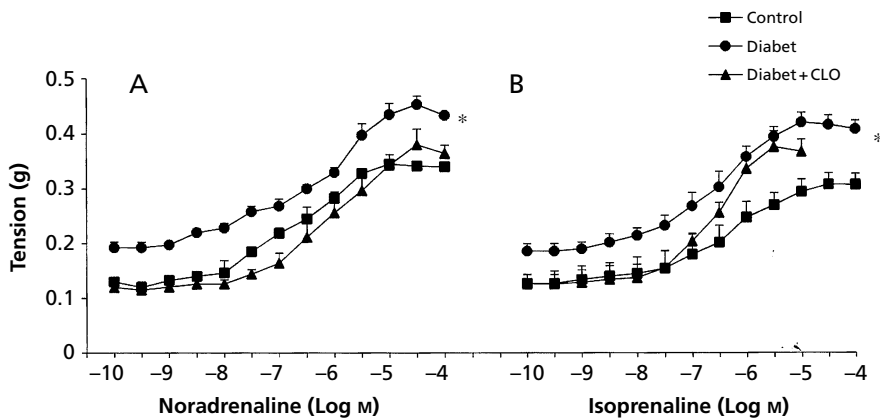 Control
Diabet
Diabet+CLO
A
B
0.5
0.4
0.3
0.2
0.1
0
Tension (g)
*
*
–10 –9 –8 –7 –6 –5 –4
–10 –9 –8 –7 –6 –5 –4
Noradrenaline (Log M)
Isoprenaline (Log M)